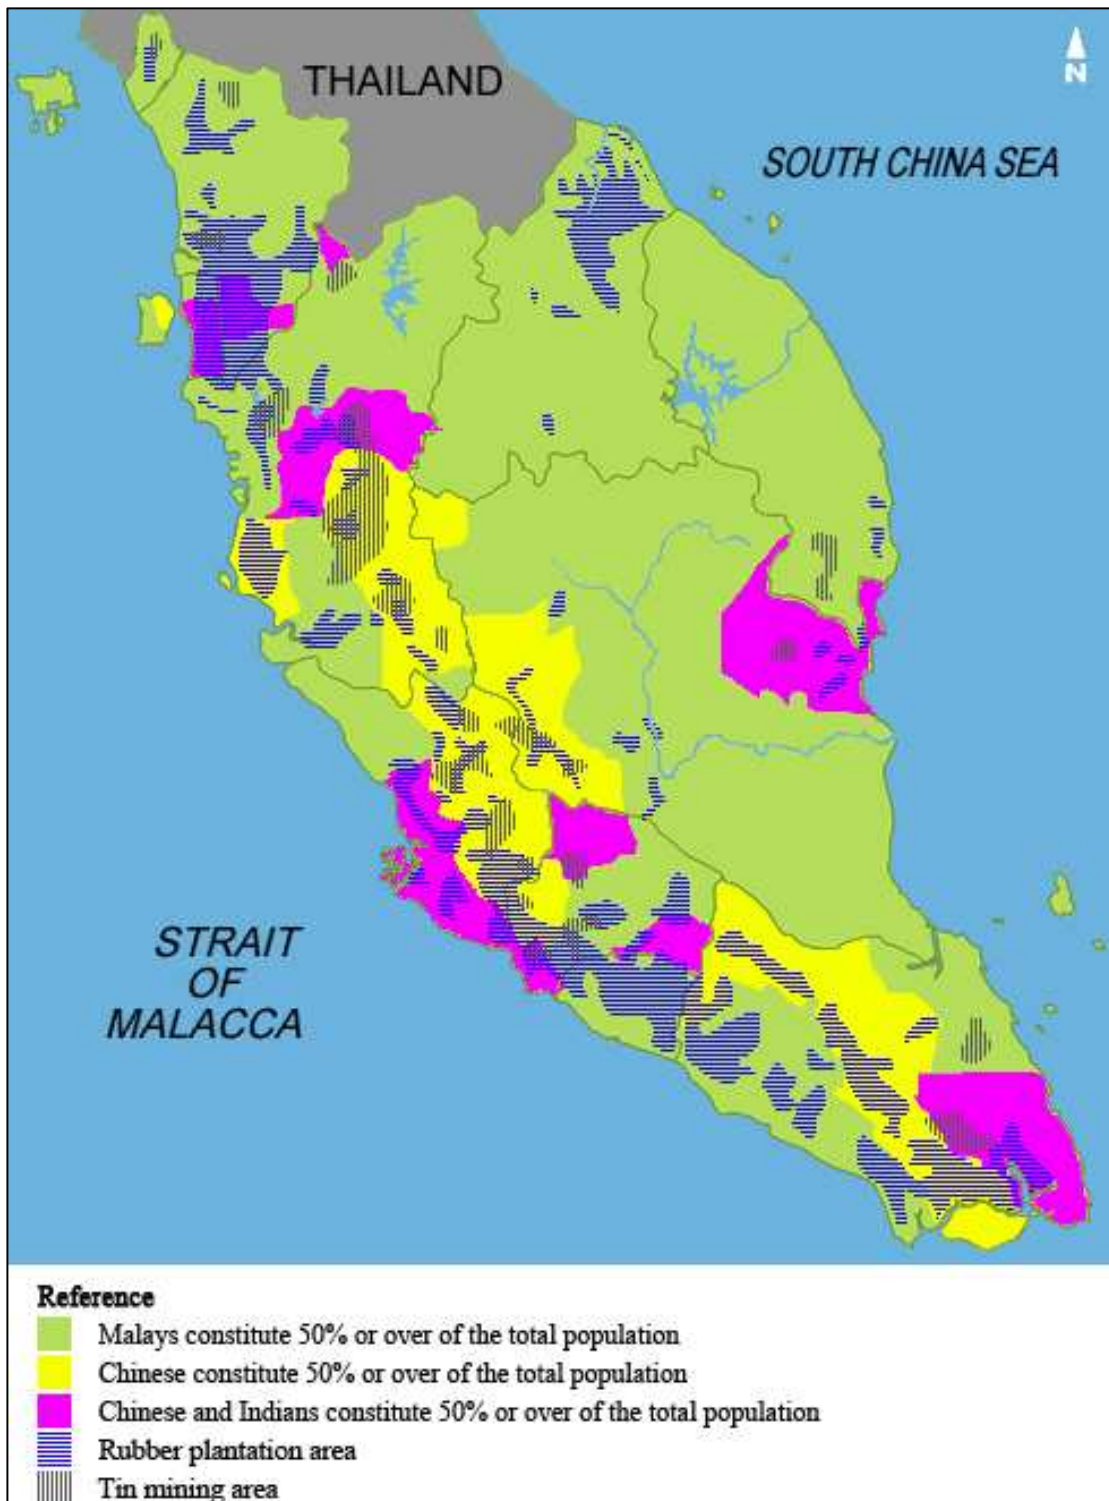 THAILAND
N
SOUTH CHINA SEA
STRAIT
OF
MALACCA
Reference
Malays constitute 50% or over of the total population
Chinese constitute 50% or over of the total population
Chinese and Indians constitute 50% or over of the total population
Rubber plantation area
Tin mining area